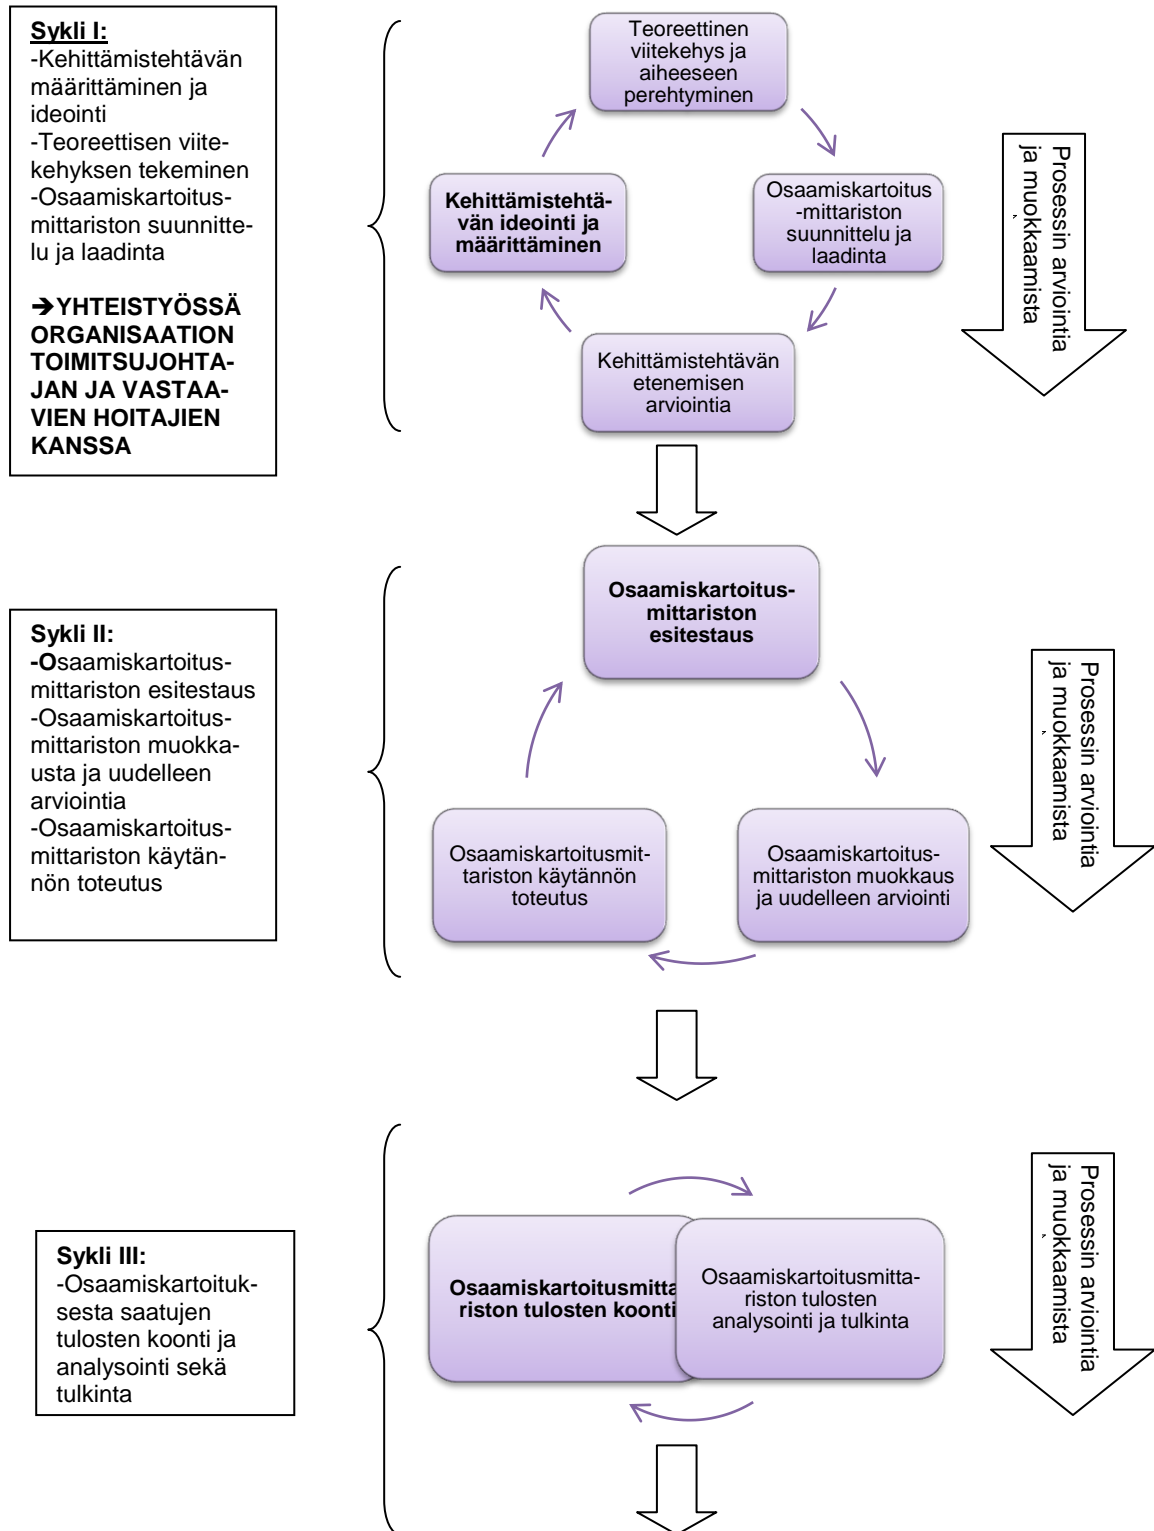 Sykli I:
-Kehittämistehtävän
määrittäminen ja
ideointi
-Teoreettisen viite-
kehyksen tekeminen
-Osaamiskartoitus-
mittariston suunnitte-
lu ja laadinta
➔YHTEISTYÖSSÄ
ORGANISAATION
TOIMITSUJOHTA-
JAN JA VASTAA-
VIEN HOITAJIEN
KANSSA
Teoreettinen
viitekehys ja
aiheeseen
perehtyminen
Kehittämistehtä-
vän ideointi ja
määrittäminen
Osaamiskartoitus
-mittariston
suunnittelu ja
laadinta
Kehittämistehtävän
etenemisen
arviointia
Prosessin arviointia
ja muokkaamista
Sykli II:
-Osaamiskartoitus-
mittariston esitestaus
-Osaamiskartoitus-
mittariston muokka-
usta ja uudelleen
arviointia
-Osaamiskartoitus-
mittariston käytän-
nön toteutus
Osaamiskartoitus-
mittariston
esitestaus
Osaamiskartoitusmit-
tariston käytännön
toteutus
Osaamiskartoitus-
mittariston muokkaus
ja uudelleen arviointi
Prosessin arviointia
ja muokkaamista
Sykli III:
-Osaamiskartoituk-
sesta saatujen
tulosten koonti ja
analysointi sekä
tulkinta
Osaamiskartoitusmitta
riston tulosten koonti
Osaamiskartoitusmitta-
riston tulosten
analysointi ja tulkinta
Prosessin arviointia
ja muokkaamista